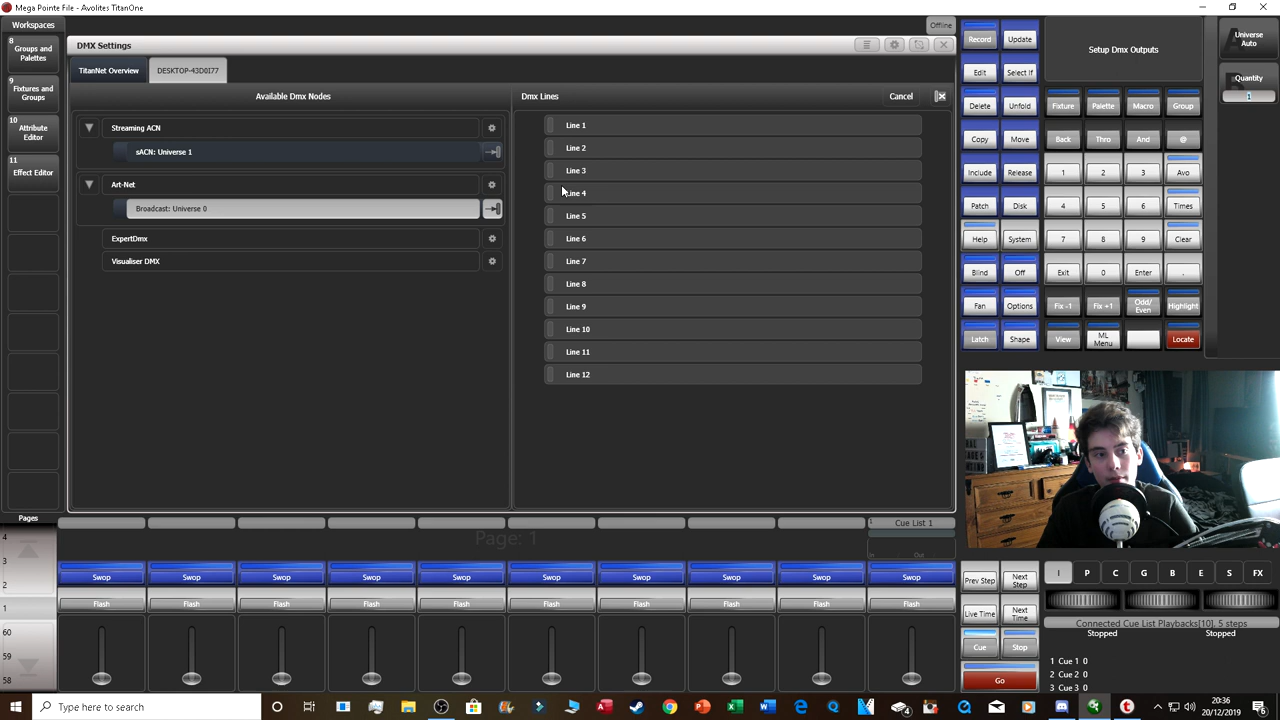 Mega Pointe File - Avolites TitanOne
Workspaces
8
Groups and
Palettes
9
Fixtures and
Groups
10
Attribute
Editor
11
Effect Editor
Offline
DMX Settings
TitanNet Overview
DESKTOP-43D0I77
Available Dmx Nodes
Streaming ACN
sACN: Universe 1
Art-Net
Broadcast: Universe 0
ExpertDmx
Visualiser DMX
Dmx Lines
Cancel
Line 1
Line 2
Line 3
Line 4
Line 5
Line 6
Line 7
Line 8
Line 9
Line 10
Line 11
Line 12
Record
Update
Setup Dmx Outputs
Universe
Auto
Edit
Select If
Quantity
1
Delete
Unfold
Fixture
Palette
Macro
Group
Copy
Move
Back
Thro
And
@
Include
Release
1
2
3
Avo
Patch
Disk
4
5
6
Times
Help
System
7
8
9
Clear
Blind
Off
Exit
0
Enter
.
Fan
Options
Fix -1
Fix +1
Odd/
Even
Highlight
Latch
Shape
View
ML
Menu
Locate
Pages
4
3
2
1
60
59
58
Page: 1
1
Cue List 1
In
Out
Swop
Swop
Swop
Swop
Swop
Swop
Swop
Swop
Swop
Swop
Flash
Flash
Flash
Flash
Flash
Flash
Flash
Flash
Flash
Flash
Prev Step
Next
Step
Live Time
Next
Time
Cue
Stop
Go
I
P
C
G
B
E
S
FX
Connected Cue List Playbacks[10], 5 steps
Stopped
Stopped
1 Cue 1 0
2 Cue 2 0
3 Cue 3 0
Type here to search
20:36
20/12/2019
6